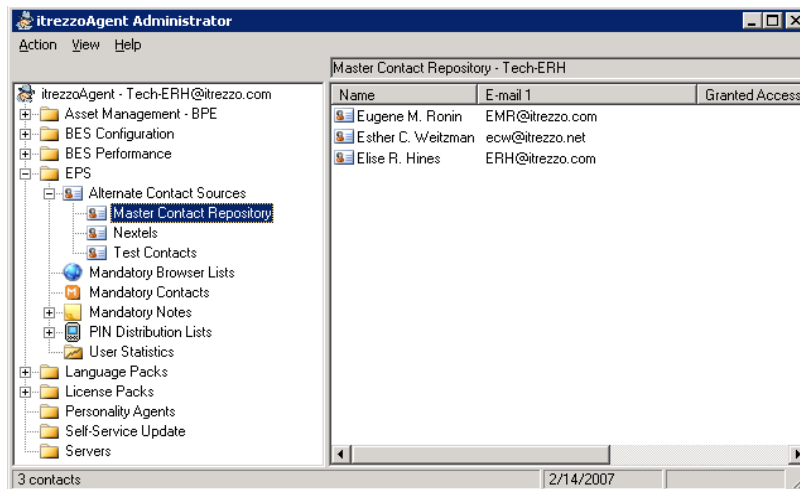 itrezzoAgent Administrator
Action View Help
Master Contact Repository - Tech-ERH
itrezzoAgent - Tech-ERH@itrezzo.com
Asset Management - BPE
BES Configuration
BES Performance
EPS
Alternate Contact Sources
Master Contact Repository
Nextels
Test Contacts
Mandatory Browser Lists
Mandatory Contacts
Mandatory Notes
PIN Distribution Lists
User Statistics
Language Packs
License Packs
Personality Agents
Self-Service Update
Servers
Name E-mail 1 Granted Access
Eugene M. Ronin EMR@itrezzo.com
Esther C. Weitzman ecw@itrezzo.net
Elise R. Hines ERH@itrezzo.com
3 contacts 2/14/2007